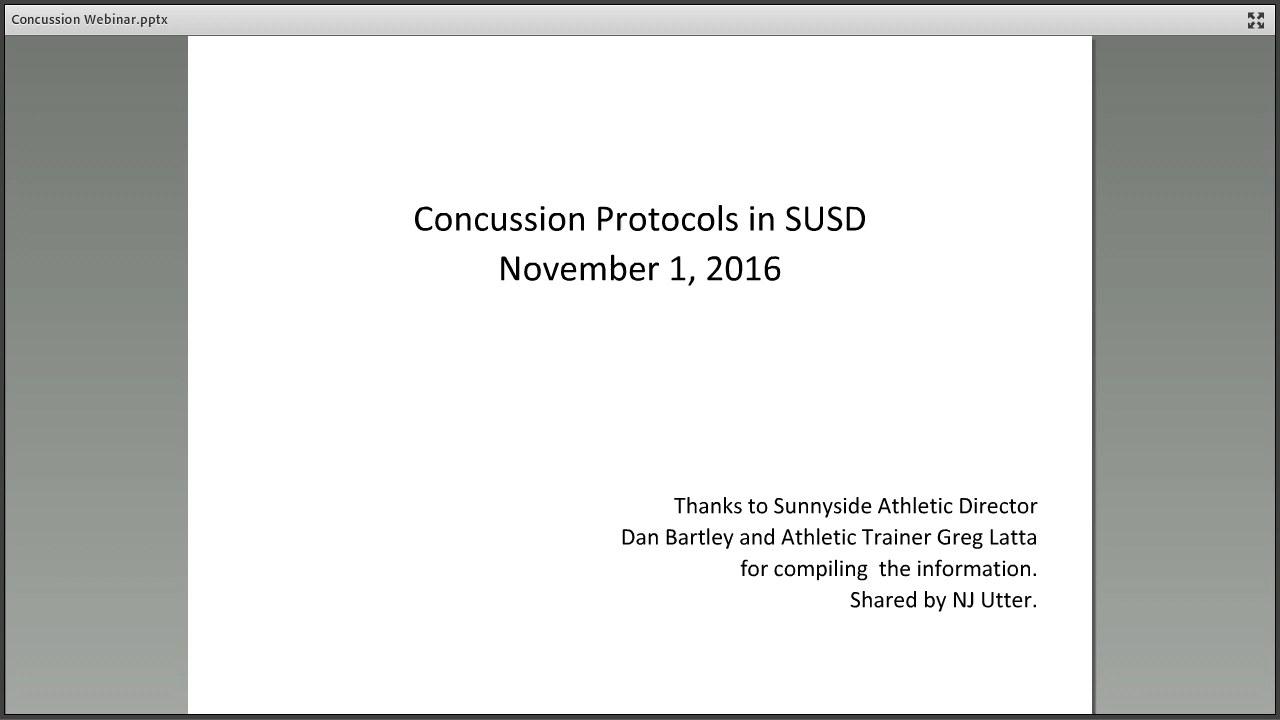 Concussion Webinar.pptx
Concussion Protocols in SUSD
November 1, 2016
Thanks to Sunnyside Athletic Director
Dan Bartley and Athletic Trainer Greg Latta
for compiling  the information.
Shared by NJ Utter.